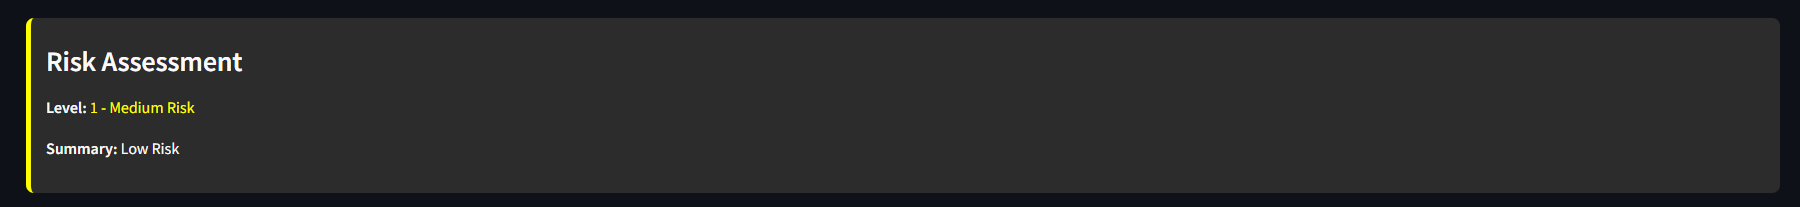 Risk Assessment
Level: 1 - Medium Risk
Summary: Low Risk